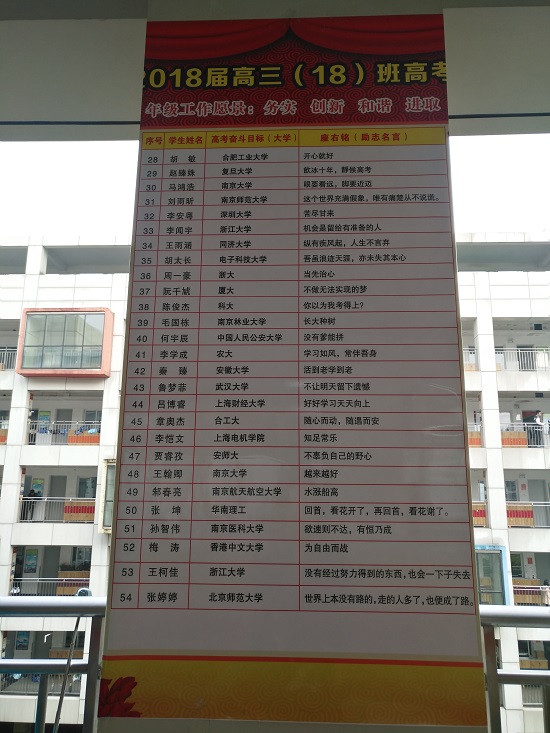 2018届高三（18）班高考
年级工作愿景：务实 创新 和谐 进取
序号 学生姓名 高考奋斗目标（大学） 座右铭（励志名言）
28 胡敏 合肥工业大学 开心就好
29 赵臻姝 复旦大学 飲冰十年，靜候高考
30 马鸿浩 南京大学 眼要看远，脚要近迈
31 刘雨昕 南京师范大学 这个世界充满假象，唯有痛楚从不说谎。
32 李安粤 深圳大学 苦尽甘来
33 李闻宇 浙江大学 机会是留给有准备的人
34 王雨涵 同济大学 纵有疾风起，人生不言弃
35 胡太长 电子科技大学 吾虽浪迹天涯，亦未失其本心
36 周一豪 浙大 当先治心
37 阮千城 厦大 不做无法实现的梦
38 陈俊杰 科大 你以为我考得上？
39 毛国栋 南京林业大学 长大种树
40 何宇辰 中国人民公安大学 没有爹能拼
41 李学成 农大 学习如风，常伴吾身
42 秦臻 安徽大学 活到老学到老
43 鲁梦菲 武汉大学 不让明天留下遗憾
44 吕博睿 上海财经大学 好好学习天天向上
45 章奥杰 合工大 随心而动，随遇而安
46 李恺文 上海电机学院 知足常乐
47 贾睿孜 安师大 不辜负自己的野心
48 王翰卿 南京大学 越来越好
49 邾春亮 南京航天航空大学 水涨船高
50 张坤 华南理工 回首，看花开了，再回首，看花谢了。
51 孙智伟 南京医科大学 欲速则不达，有恒乃成
52 梅涛 香港中文大学 为自由而战
53 王柯佳 浙江大学 没有经过努力得到的东西，也会一下子失去
54 张婷婷 北京师范大学 世界上本没有路的，走的人多了，也便成了路。